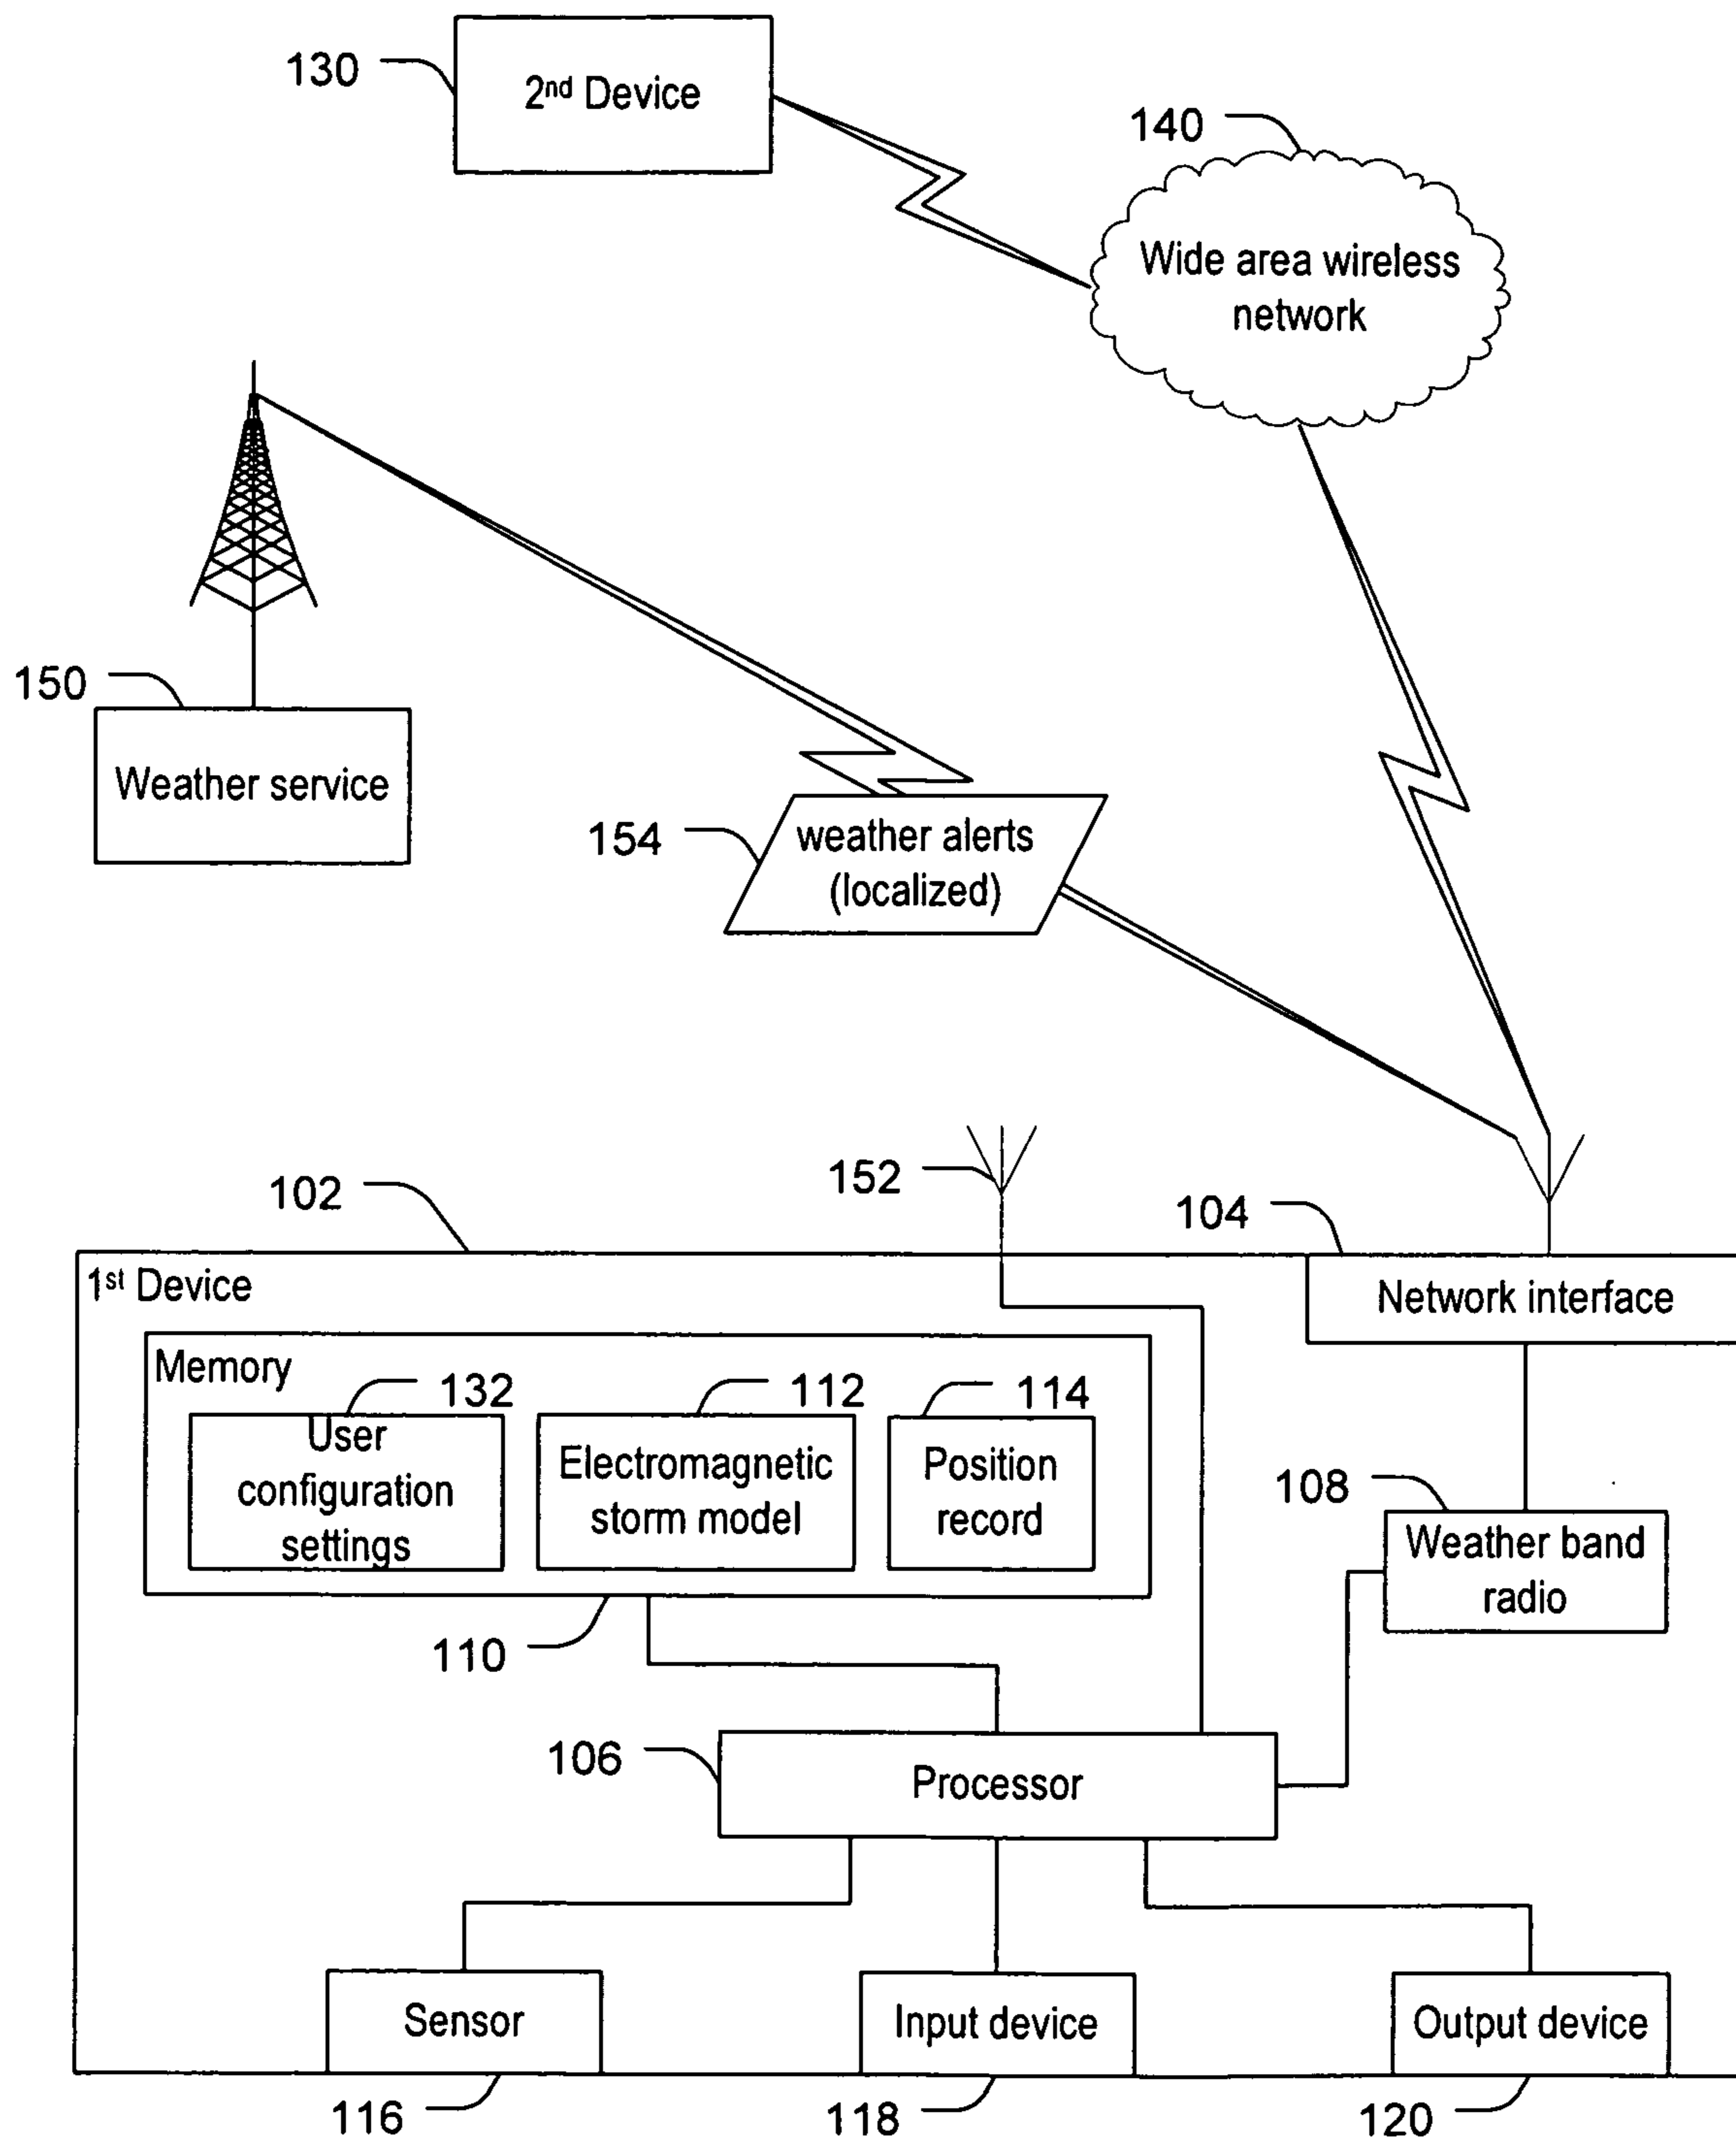 130
2nd Device
140
Wide area wireless
network
150
Weather service
154
weather alerts
(localized)
152
102
104
1st Device
Network interface
Memory
132
112
114
User
configuration
settings
Electromagnetic
storm model
Position
record
108
Weather band
radio
110
106
Processor
Sensor
Input device
Output device
116
118
120